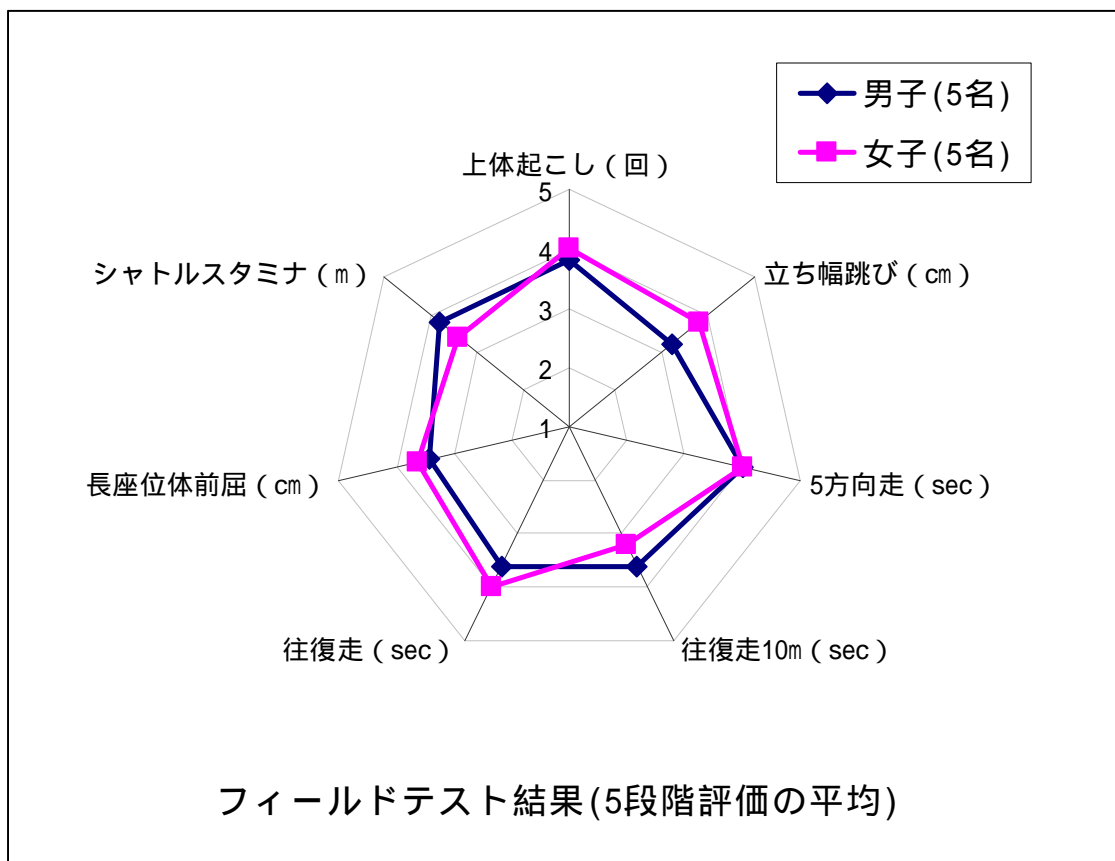 男子(5名)
女子(5名)
上体起こし（回）
5
4
3
2
1
立ち幅跳び（㎝）
5方向走（sec）
往復走10ｍ（sec）
往復走（sec）
長座位体前屈（㎝）
シャトルスタミナ（ｍ）
フィールドテスト結果(5段階評価の平均)